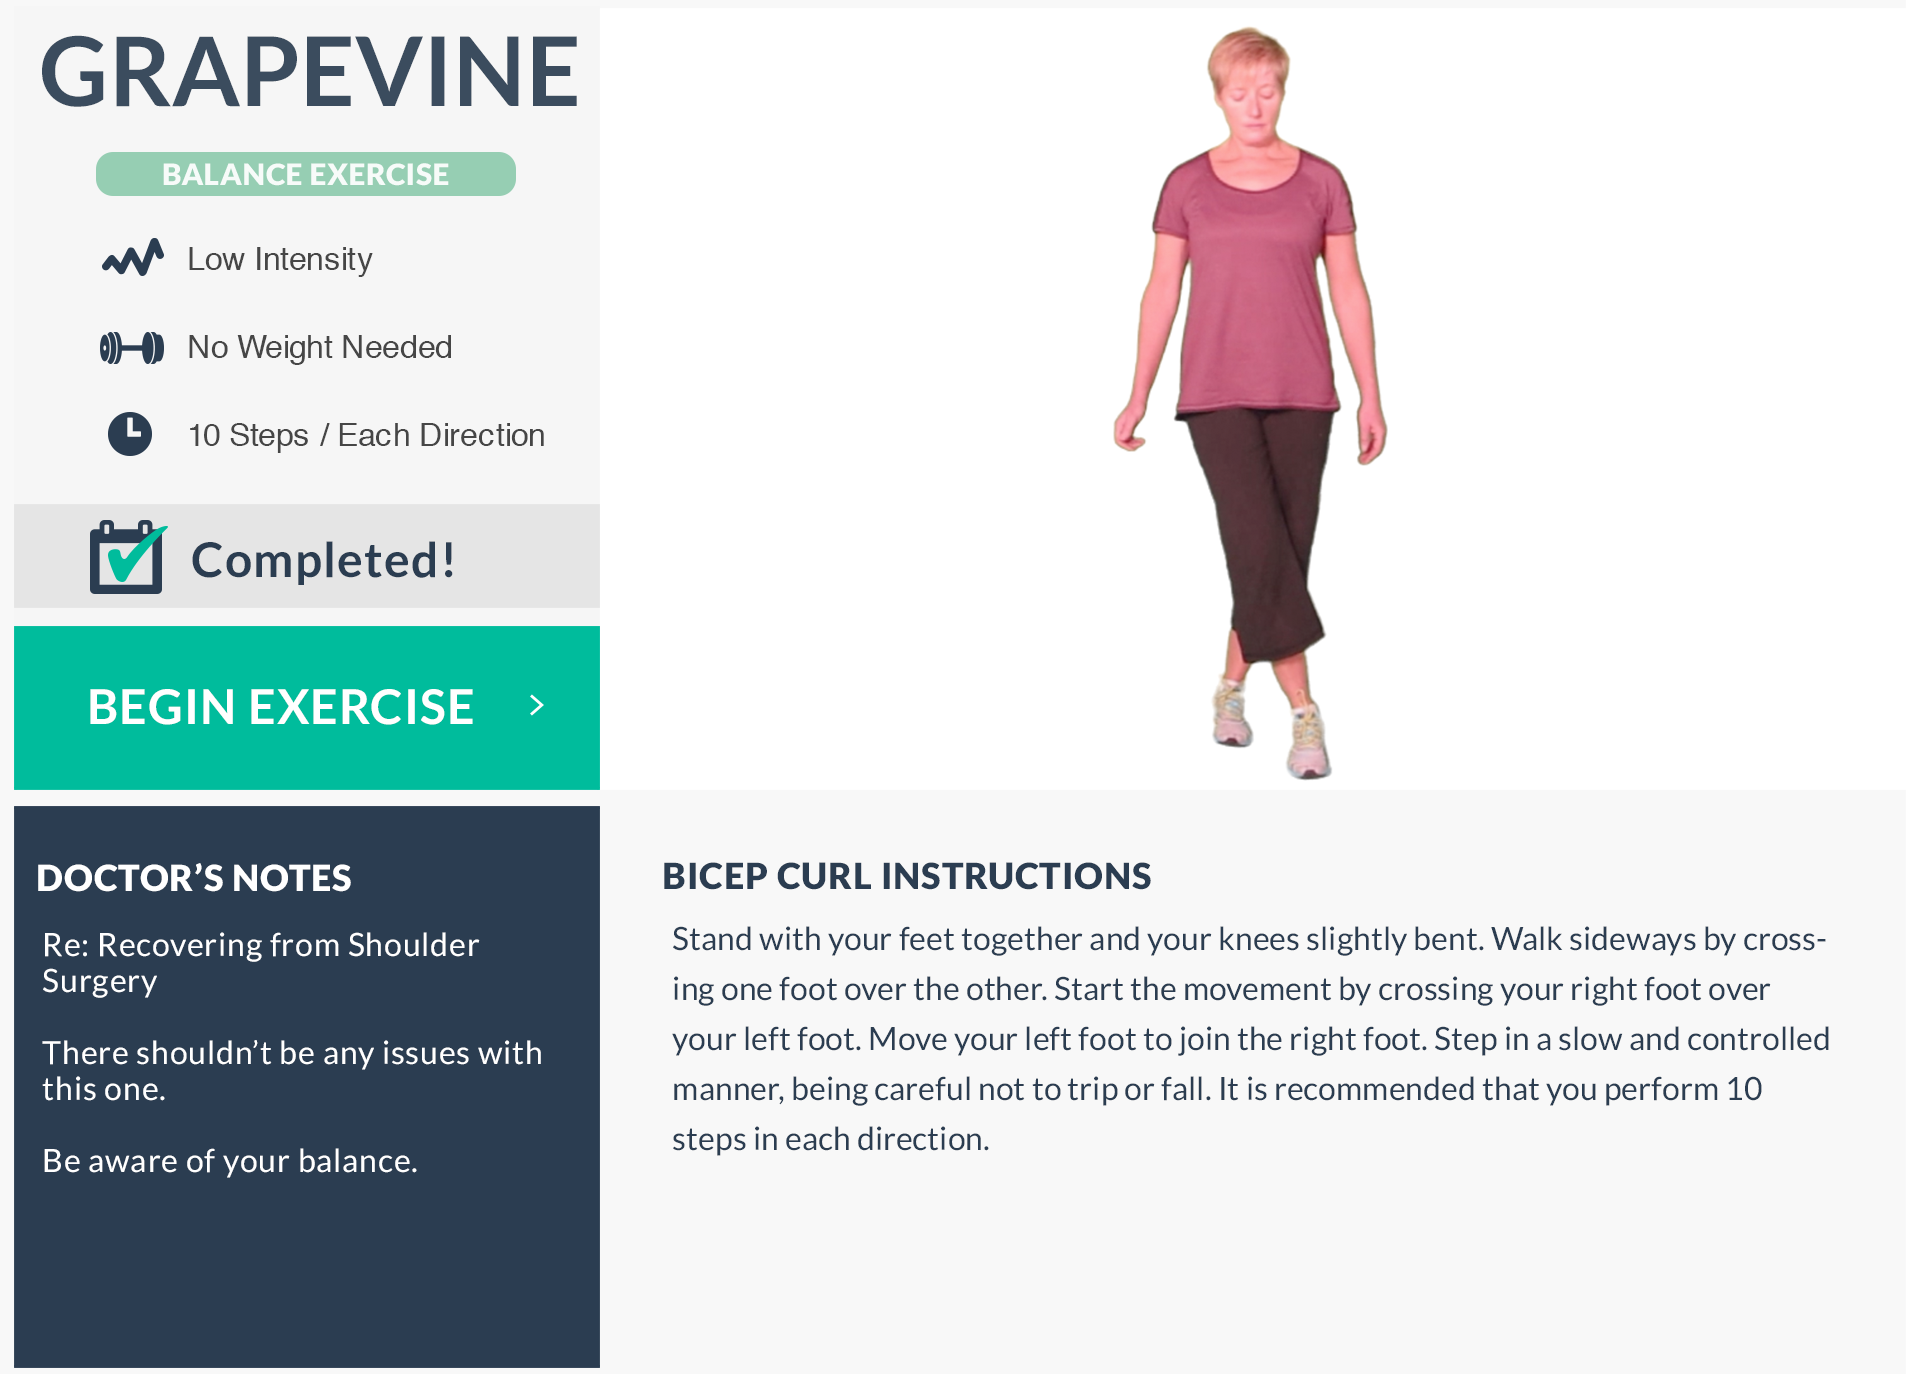 GRAPEVINE
BALANCE EXERCISE
Low Intensity
No Weight Needed
10 Steps / Each Direction
Completed!
BEGIN EXERCISE >
DOCTOR’S NOTES
Re: Recovering from Shoulder
Surgery
There shouldn’t be any issues with
this one.
Be aware of your balance.
BICEP CURL INSTRUCTIONS
Stand with your feet together and your knees slightly bent. Walk sideways by cross-
ing one foot over the other. Start the movement by crossing your right foot over
your left foot. Move your left foot to join the right foot. Step in a slow and controlled
manner, being careful not to trip or fall. It is recommended that you perform 10
steps in each direction.